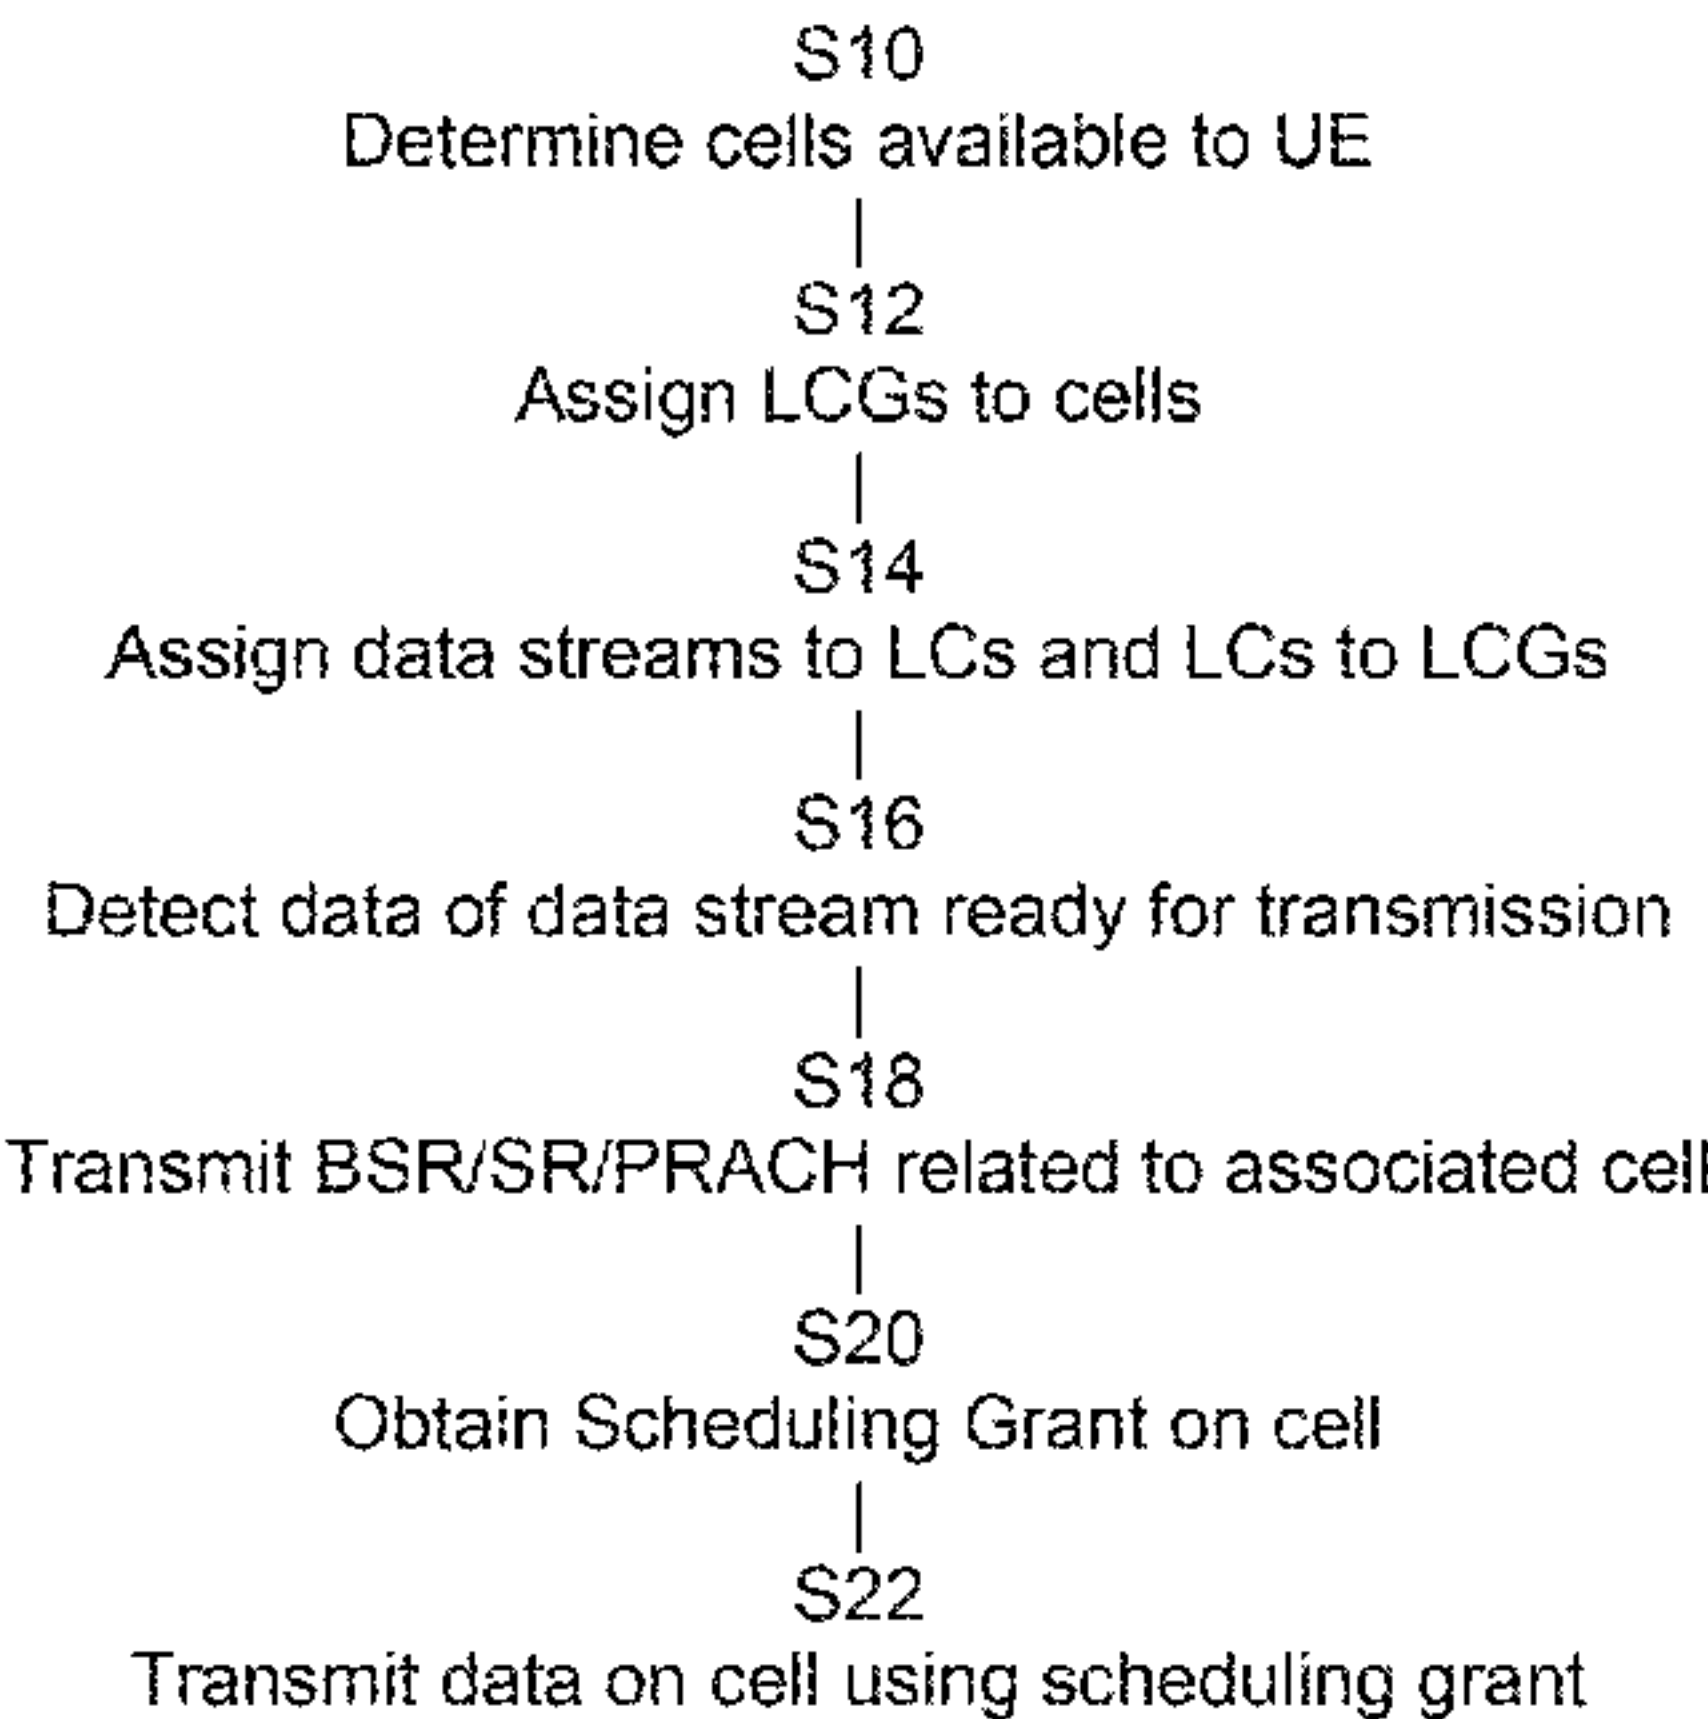 S10
Determine cells available to UE
S12
Assign LCGs to cells
S14
Assign data streams to LCs and LCs to LCGs
S16
Detect data of data stream ready for transmission
S18
Transmit BSR/SR/PRACH related to associated cell
S20
Obtain Scheduling Grant on cell
S22
Transmit data on cell using scheduling grant